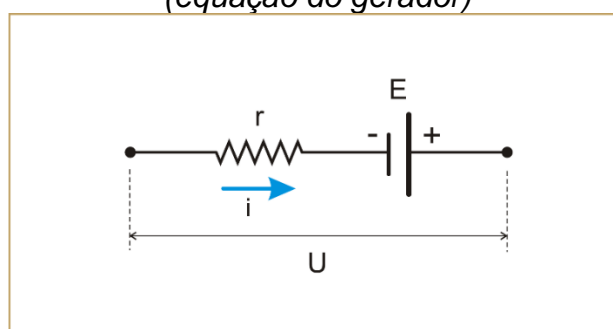 (equação do gerador)
E
r
- +
i
U